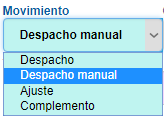 Movimiento
Despacho manual
Despacho
Despacho manual
Ajuste
Complemento